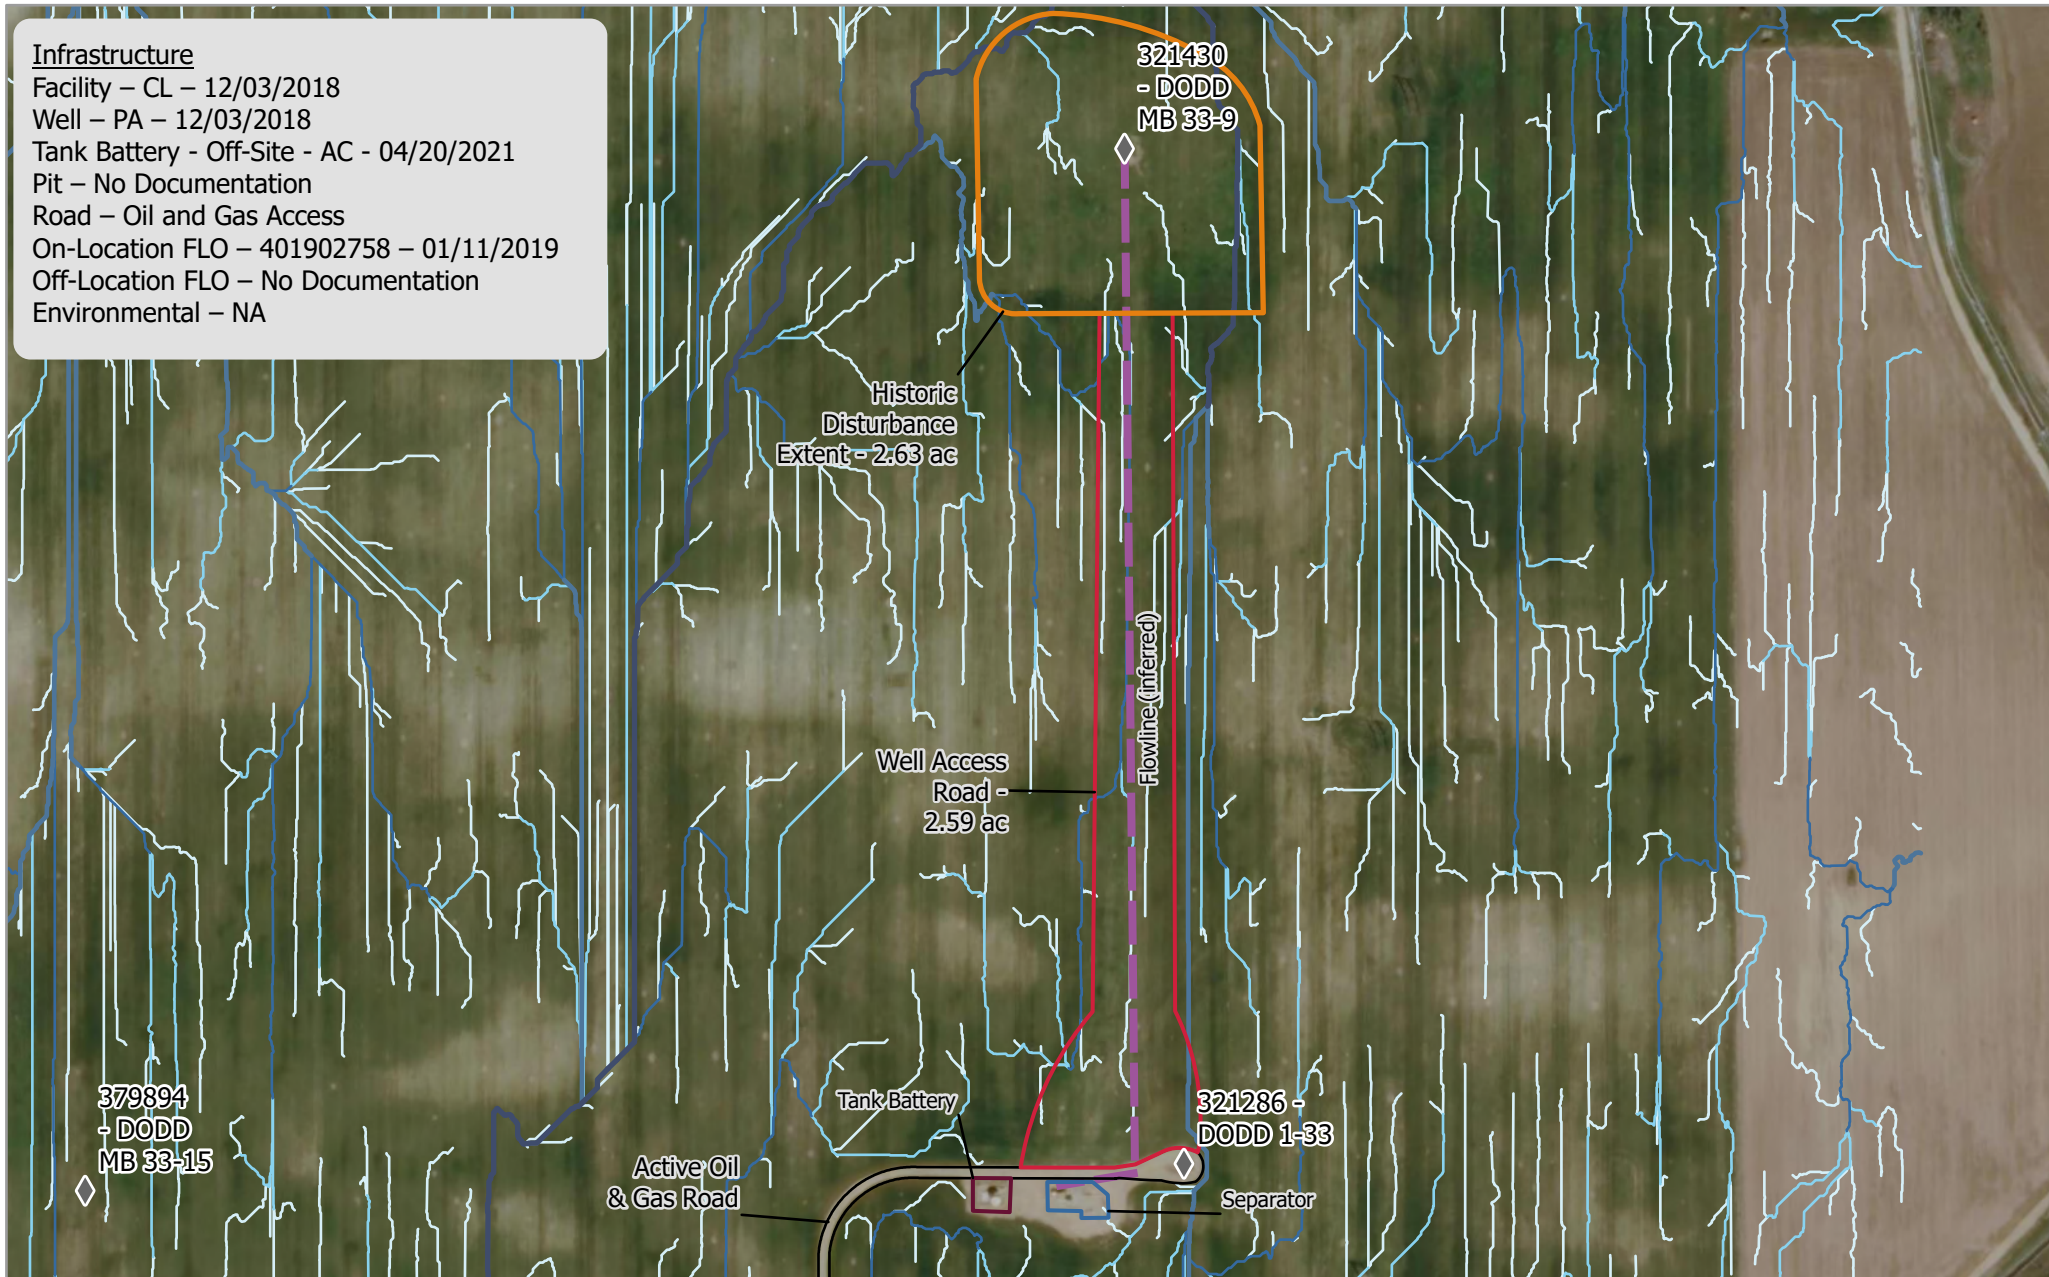 Infrastructure
Facility – CL – 12/03/2018
Well – PA – 12/03/2018
Tank Battery - Off-Site - AC - 04/20/2021
Pit – No Documentation
Road – Oil and Gas Access
On-Location FLO – 401902758 – 01/11/2019
Off-Location FLO – No Documentation
Environmental – NA
321430
- DODD
MB 33-9
Historic
Disturbance
Extent - 2.63 ac
Flowline (inferred)
Well Access
Road -
2.59 ac
379894
- DODD
MB 33-15
Tank Battery
321286 -
DODD 1-33
Active Oil
& Gas Road
Separator